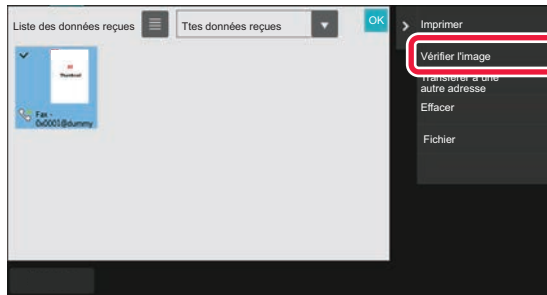 Liste des données reçues
Ttes données reçues
OK
Imprimer
Vérifier l'image
Transférer à une
autre adresse
Effacer
Fichier
Thumbnail
Fax -
0x0001@dummy